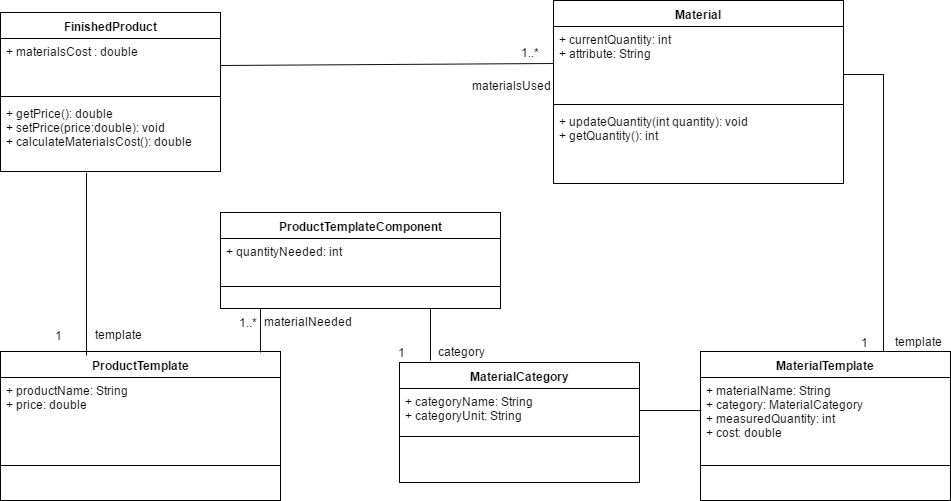 FinishedProduct
+ materialsCost : double
+ getPrice(): double
+ setPrice(price:double): void
+ calculateMaterialsCost(): double
1..*
materialsUsed
Material
+ currentQuantity: int
+ attribute: String
+ updateQuantity(int quantity): void
+ getQuantity(): int
ProductTemplateComponent
+ quantityNeeded: int
1 template
1..* materialNeeded
1 category
1 template
ProductTemplate
+ productName: String
+ price: double
MaterialCategory
+ categoryName: String
+ categoryUnit: String
MaterialTemplate
+ materialName: String
+ category: MaterialCategory
+ measuredQuantity: int
+ cost: double